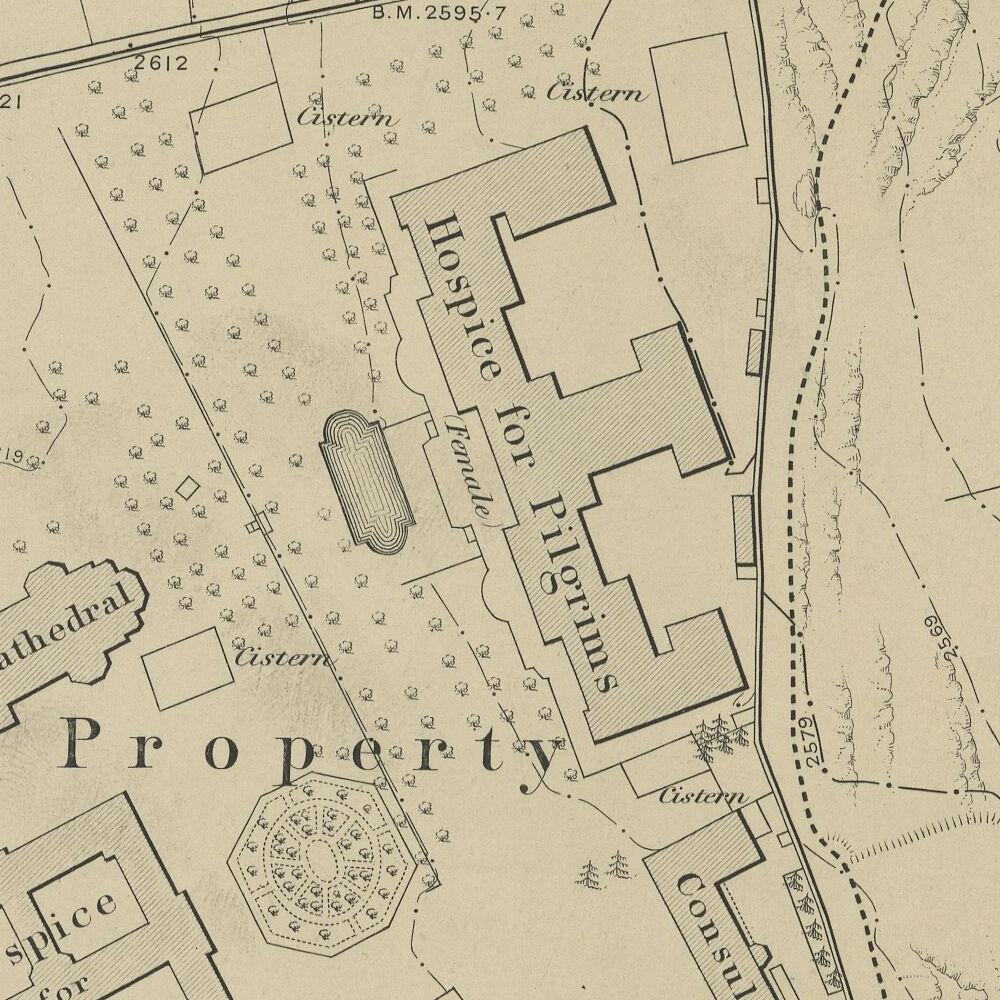 B.M. 2595·7
2612
21
Cistern
Cistern
Hospice for Pilgrims
(Female)
19
athedral
Cistern
2569
2579
Property
Cistern
spice
for
Consul